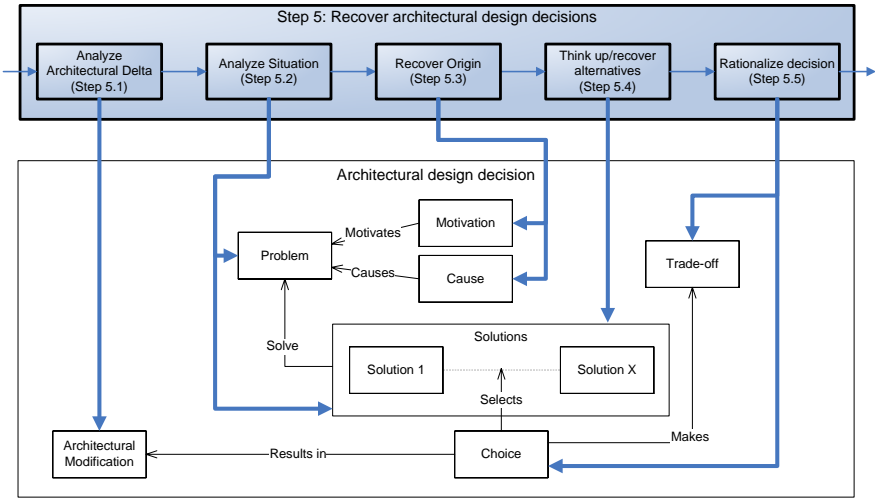 Step 5: Recover architectural design decisions
Analyze
Architectural Delta
(Step 5.1)
Analyze Situation
(Step 5.2)
Recover Origin
(Step 5.3)
Think up/recover
alternatives
(Step 5.4)
Rationalize decision
(Step 5.5)
Architectural design decision
Motivation
Motivates
Problem
Trade-off
Causes
Cause
Solutions
Solve
Solution 1
Solution X
Selects
Makes
Architectural
Modification
Results in
Choice